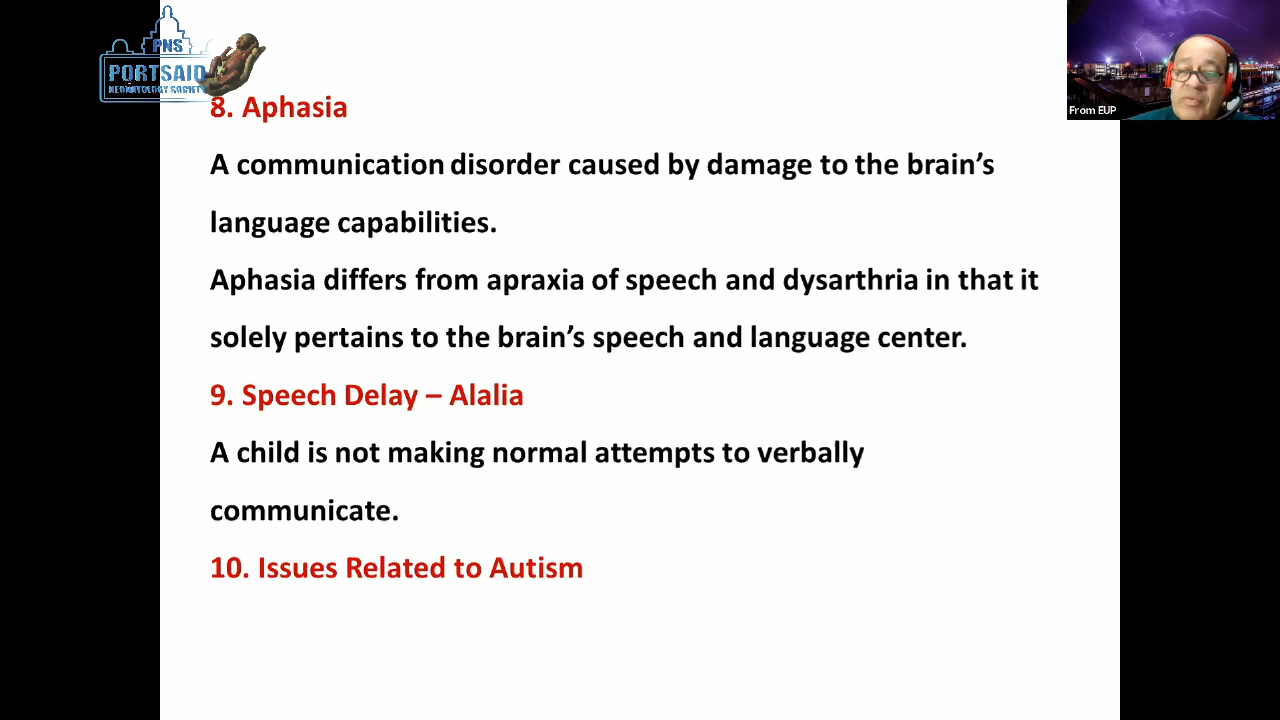 PNS
PORTSAID
NEONATOLOGY SOCIETY
From EUP
8. Aphasia
A communication disorder caused by damage to the brain’s
language capabilities.
Aphasia differs from apraxia of speech and dysarthria in that it
solely pertains to the brain’s speech and language center.
9. Speech Delay – Alalia
A child is not making normal attempts to verbally
communicate.
10. Issues Related to Autism